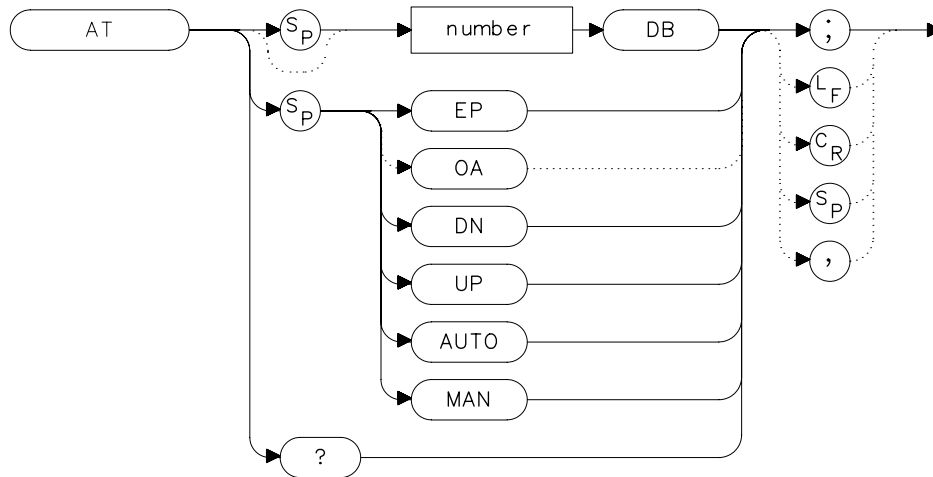 AT SP number DB ;
SP EP LF
OA CR
DN SP
UP ,
AUTO
MAN
?